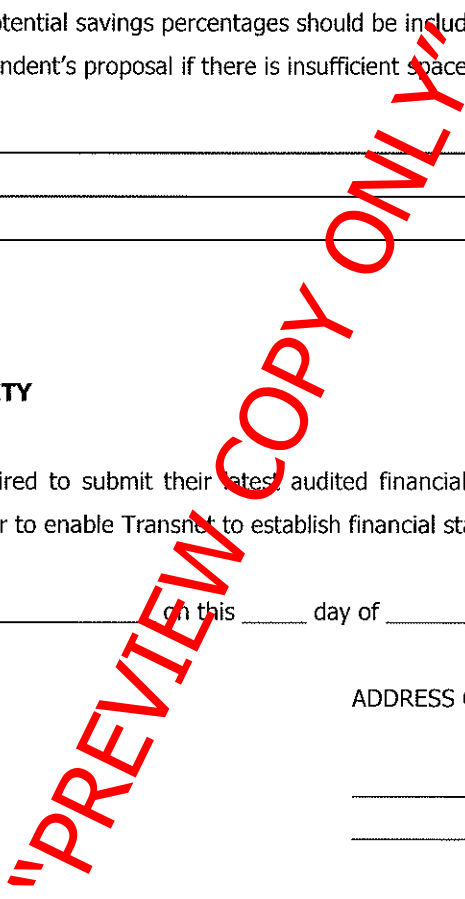 otential savings percentages should be includ
ndent's proposal if there is insufficient space
TY
ired to submit their latest audited financial
r to enable Transnet to establish financial sta
on this ______ day of
ADDRESS
"PREVIEW COPY ONLY"